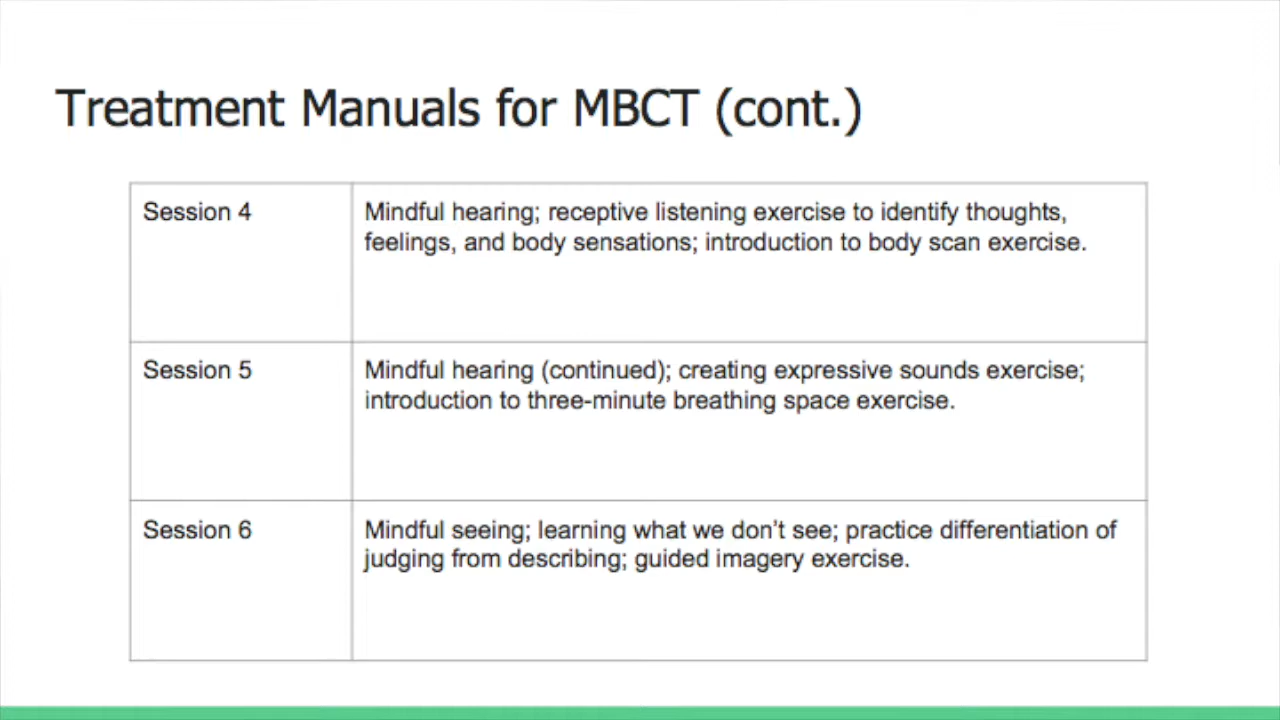 Treatment Manuals for MBCT (cont.)
Session 4
Mindful hearing; receptive listening exercise to identify thoughts,
feelings, and body sensations; introduction to body scan exercise.
Session 5
Mindful hearing (continued); creating expressive sounds exercise;
introduction to three-minute breathing space exercise.
Session 6
Mindful seeing; learning what we don’t see; practice differentiation of
judging from describing; guided imagery exercise.